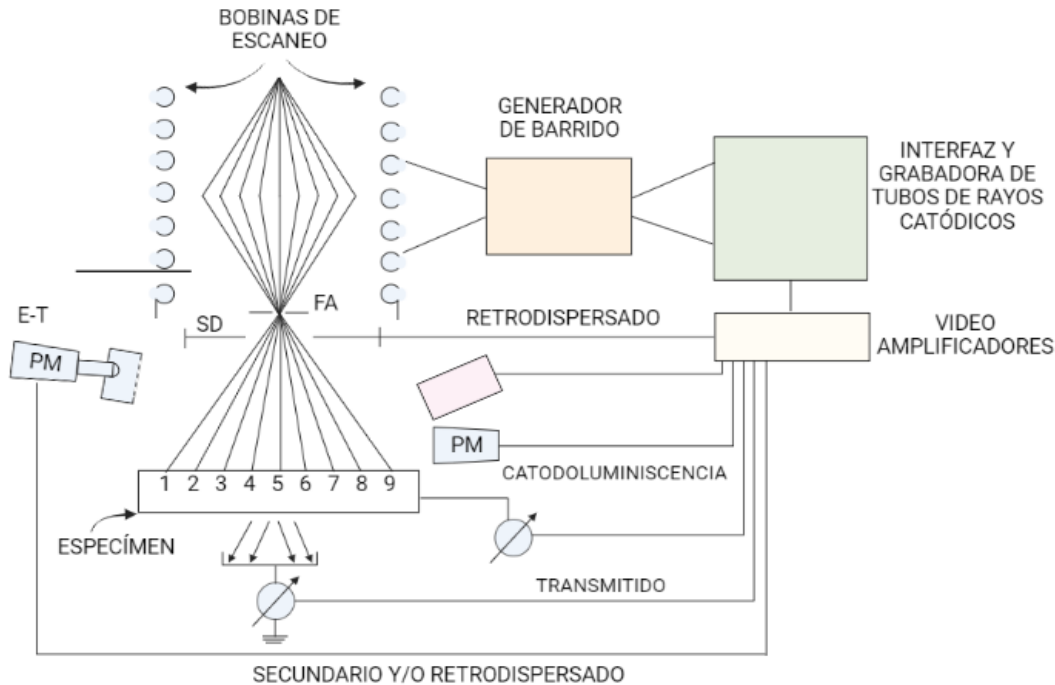 BOBINAS DE
ESCANEO
GENERADOR
DE BARRIDO
INTERFAZ Y
GRABADORA DE
TUBOS DE RAYOS
CATÓDICOS
E-T
SD
FA
RETRODISPERSADO
VIDEO
AMPLIFICADORES
PM
PM
CATODOLUMINISCENCIA
1 2 3 4 5 6 7 8 9
ESPECÍMEN
TRANSMITIDO
SECUNDARIO Y/O RETRODISPERSADO